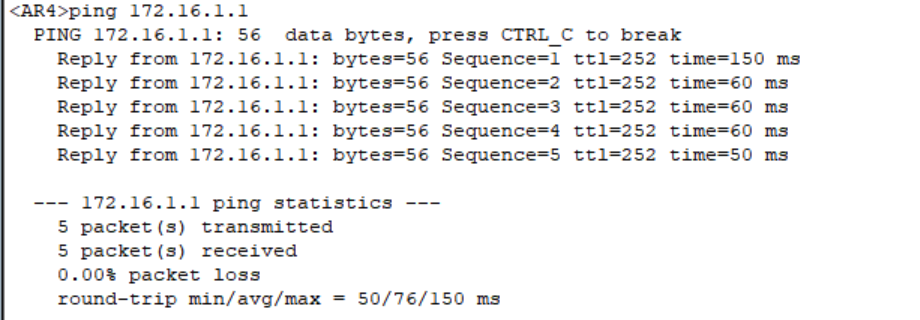 <AR4>ping 172.16.1.1
PING 172.16.1.1: 56  data bytes, press CTRL_C to break
Reply from 172.16.1.1: bytes=56 Sequence=1 ttl=252 time=150 ms
Reply from 172.16.1.1: bytes=56 Sequence=2 ttl=252 time=60 ms
Reply from 172.16.1.1: bytes=56 Sequence=3 ttl=252 time=60 ms
Reply from 172.16.1.1: bytes=56 Sequence=4 ttl=252 time=60 ms
Reply from 172.16.1.1: bytes=56 Sequence=5 ttl=252 time=50 ms
--- 172.16.1.1 ping statistics ---
5 packet(s) transmitted
5 packet(s) received
0.00% packet loss
round-trip min/avg/max = 50/76/150 ms